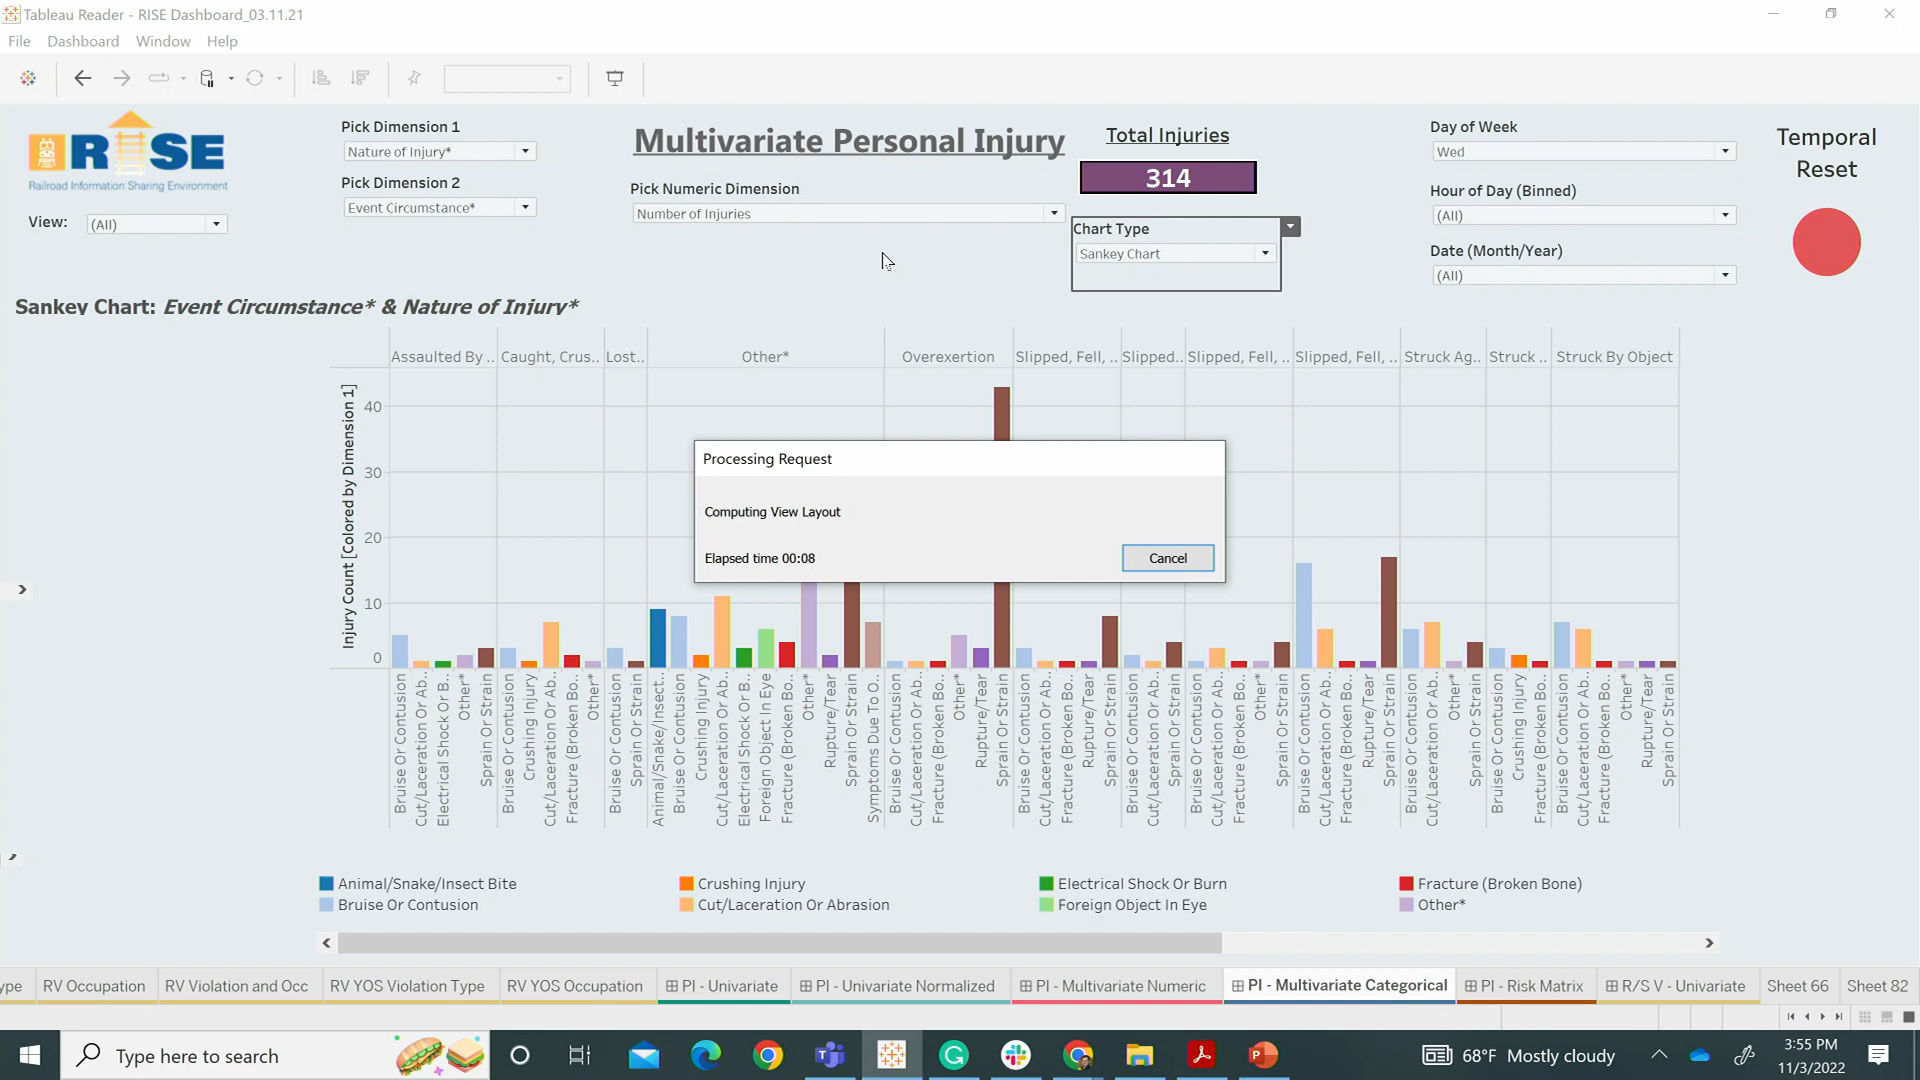 Tableau Reader - RISE Dashboard_03.11.21
File Dashboard Window Help
RISE
Railroad Information Sharing Environment
View: (All)
Pick Dimension 1
Nature of Injury*
Pick Dimension 2
Event Circumstance*
Multivariate Personal Injury
Pick Numeric Dimension
Number of Injuries
Total Injuries
314
Chart Type
Sankey Chart
Day of Week
Wed
Hour of Day (Binned)
(All)
Date (Month/Year)
(All)
Temporal
Reset
Sankey Chart: Event Circumstance* & Nature of Injury*
Assaulted By .. Caught, Crus.. Lost.. Other* Overexertion Slipped, Fell, .. Slipped.. Slipped, Fell, .. Slipped, Fell, .. Struck Ag.. Struck .. Struck By Object
Injury Count [Colored by Dimension 1]
40
30
20
10
0
Processing Request
Computing View Layout
Elapsed time 00:08
Cancel
Bruise Or Contusion
Cut/Laceration Or Ab..
Electrical Shock Or B..
Other*
Sprain Or Strain
Bruise Or Contusion
Crushing Injury
Cut/Laceration Or Ab..
Fracture (Broken Bo..
Other*
Bruise Or Contusion
Sprain Or Strain
Animal/Snake/Insect..
Bruise Or Contusion
Crushing Injury
Cut/Laceration Or Ab..
Electrical Shock Or B..
Foreign Object In Eye
Fracture (Broken Bo..
Other*
Rupture/Tear
Sprain Or Strain
Symptoms Due To O..
Bruise Or Contusion
Cut/Laceration Or Ab..
Fracture (Broken Bo..
Other*
Rupture/Tear
Sprain Or Strain
Bruise Or Contusion
Cut/Laceration Or Ab..
Fracture (Broken Bo..
Rupture/Tear
Sprain Or Strain
Bruise Or Contusion
Cut/Laceration Or Ab..
Sprain Or Strain
Bruise Or Contusion
Cut/Laceration Or Ab..
Fracture (Broken Bo..
Other*
Sprain Or Strain
Bruise Or Contusion
Cut/Laceration Or Ab..
Fracture (Broken Bo..
Rupture/Tear
Sprain Or Strain
Bruise Or Contusion
Cut/Laceration Or Ab..
Other*
Sprain Or Strain
Bruise Or Contusion
Crushing Injury
Fracture (Broken Bo..
Bruise Or Contusion
Cut/Laceration Or Ab..
Fracture (Broken Bo..
Other*
Rupture/Tear
Sprain Or Strain
Animal/Snake/Insect Bite Crushing Injury Electrical Shock Or Burn Fracture (Broken Bone)
Bruise Or Contusion Cut/Laceration Or Abrasion Foreign Object In Eye Other*
ype RV Occupation RV Violation and Occ RV YOS Violation Type RV YOS Occupation PI - Univariate PI - Univariate Normalized PI - Multivariate Numeric PI - Multivariate Categorical PI - Risk Matrix R/S V - Univariate Sheet 66 Sheet 82
Type here to search
68°F Mostly cloudy
3:55 PM
11/3/2022